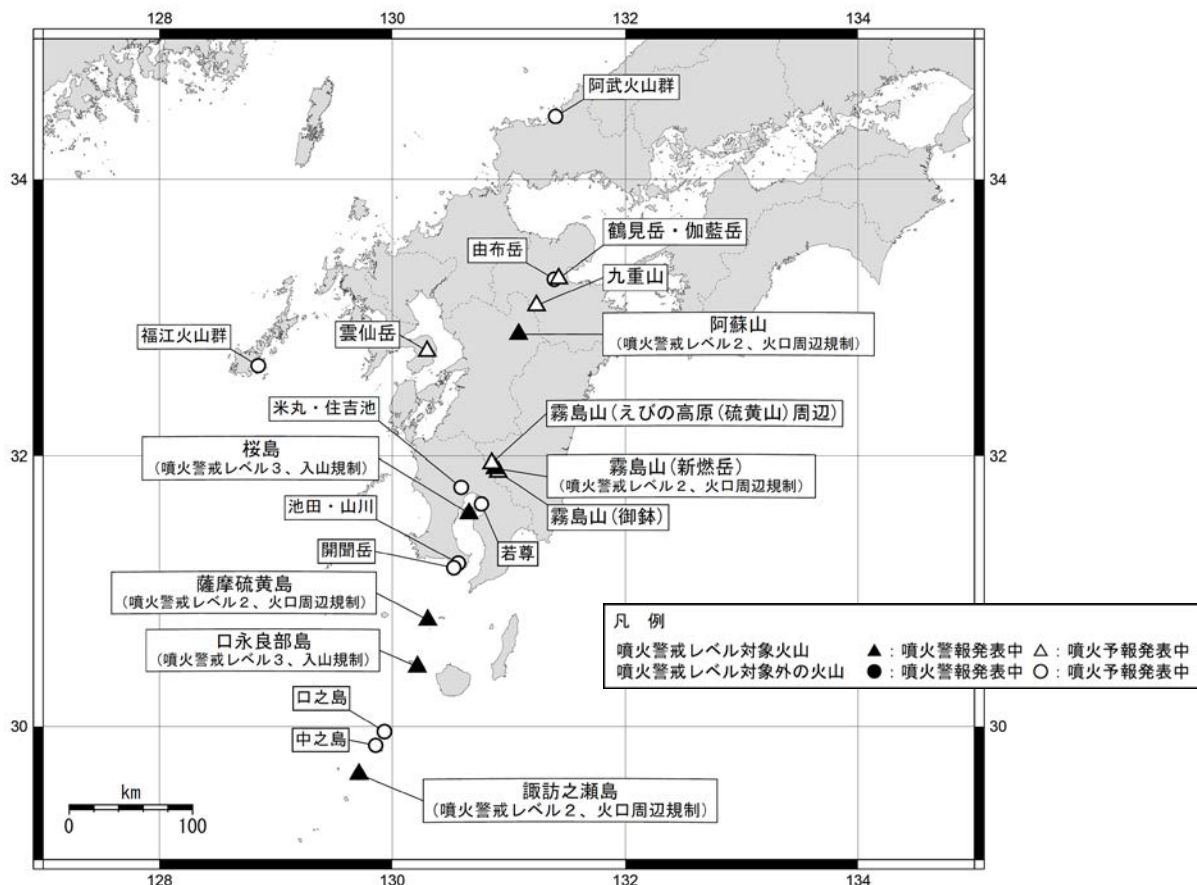 128
130
132
134
阿武火山群
34
34
鶴見岳・伽藍岳
由布岳
九重山
阿蘇山
(噴火警戒レベル2、火口周辺規制)
福江火山群
雲仙岳
米丸・住吉池
霧島山(えびの高原(硫黄山)周辺)
桜島
(噴火警戒レベル3、入山規制)
32
32
霧島山(新燃岳)
(噴火警戒レベル2、火口周辺規制)
池田・山川
霧島山(御鉢)
開聞岳
若尊
薩摩硫黄島
(噴火警戒レベル2、火口周辺規制)
口永良部島
(噴火警戒レベル3、入山規制)
凡 例
噴火警戒レベル対象火山 ▲:噴火警報発表中 △:噴火予報発表中
噴火警戒レベル対象外の火山 ●:噴火警報発表中 ○:噴火予報発表中
口之島
30
30
中之島
諏訪之瀬島
(噴火警戒レベル2、火口周辺規制)
km
0 100
128
130
132
134